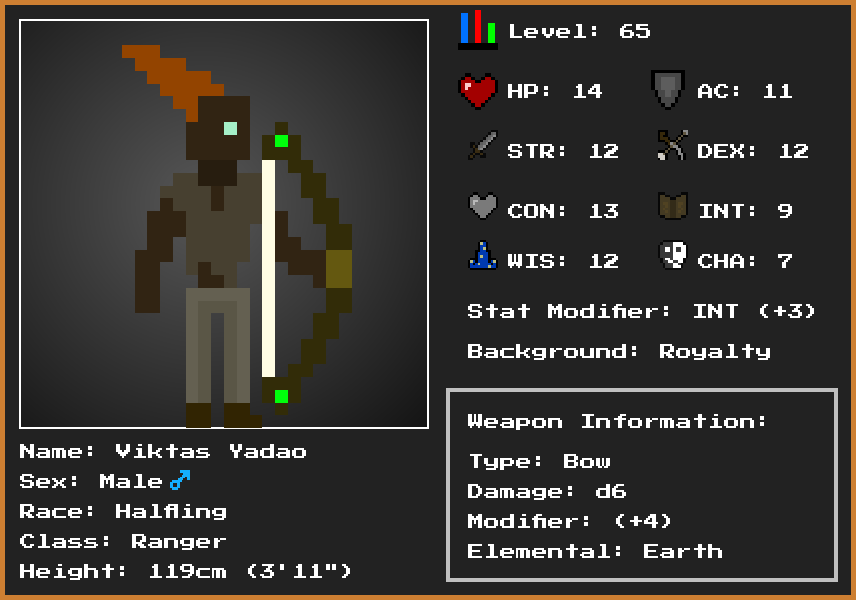 Level: 65
HP: 14
AC: 11
STR: 12
DEX: 12
CON: 13
INT: 9
WIS: 12
CHA: 7
Stat Modifier: INT (+3)
Background: Royalty
Weapon Information:
Type: Bow
Damage: d6
Modifier: (+4)
Elemental: Earth
Name: Viktas Yadao
Sex: Male ♂
Race: Halfling
Class: Ranger
Height: 119cm (3'11")